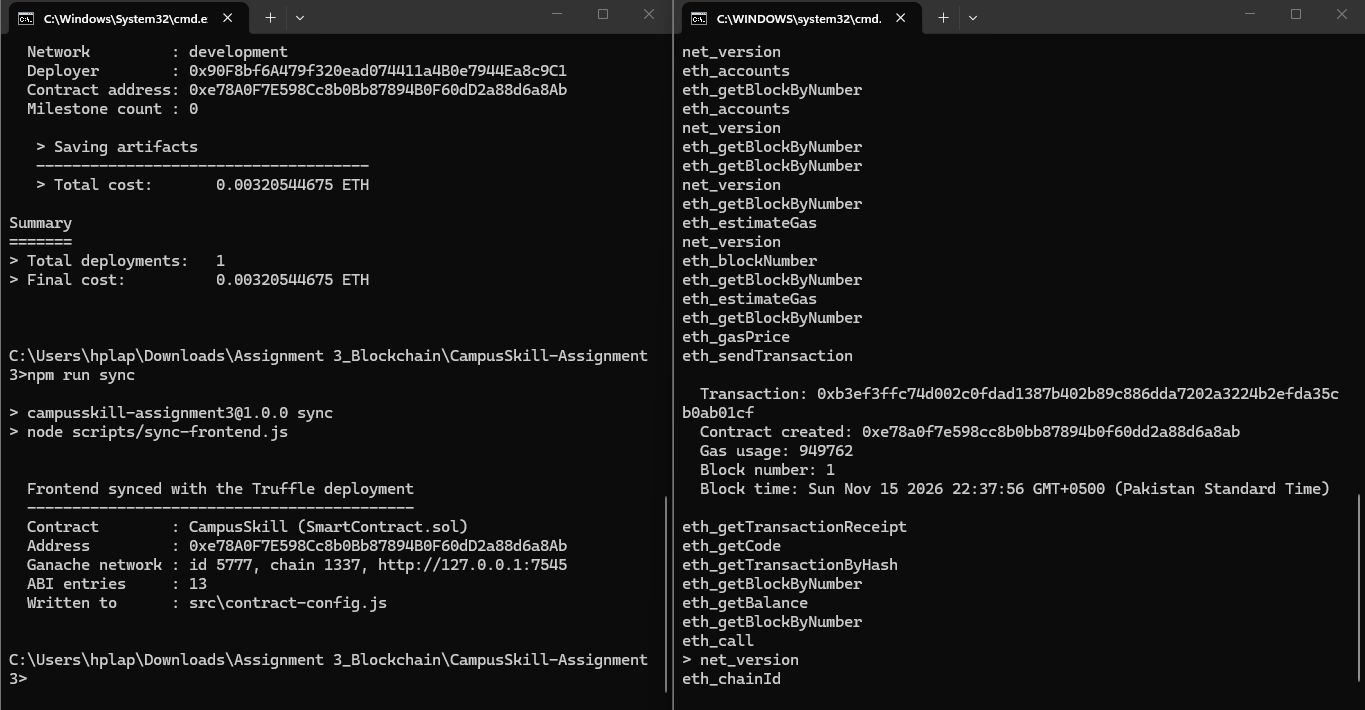 C:\Windows\System32\cmd.e
Network : development
Deployer : 0x90F8bf6A479f320ead074411a4B0e7944Ea8c9C1
Contract address: 0xe78A0F7E598Cc8b0Bb87894B0F60dD2a88d6a8Ab
Milestone count : 0
> Saving artifacts
-------------------------------------
> Total cost: 0.00320544675 ETH
Summary
=======
> Total deployments: 1
> Final cost: 0.00320544675 ETH
C:\Users\hplap\Downloads\Assignment 3_Blockchain\CampusSkill-Assignment
3>npm run sync
> campusskill-assignment3@1.0.0 sync
> node scripts/sync-frontend.js
Frontend synced with the Truffle deployment
-------------------------------------------
Contract : CampusSkill (SmartContract.sol)
Address : 0xe78A0F7E598Cc8b0Bb87894B0F60dD2a88d6a8Ab
Ganache network : id 5777, chain 1337, http://127.0.0.1:7545
ABI entries : 13
Written to : src\contract-config.js
C:\Users\hplap\Downloads\Assignment 3_Blockchain\CampusSkill-Assignment
3>
C:\WINDOWS\system32\cmd.
net_version
eth_accounts
eth_getBlockByNumber
eth_accounts
net_version
eth_getBlockByNumber
eth_getBlockByNumber
net_version
eth_getBlockByNumber
eth_estimateGas
net_version
eth_blockNumber
eth_getBlockByNumber
eth_estimateGas
eth_getBlockByNumber
eth_gasPrice
eth_sendTransaction
Transaction: 0xb3ef3ffc74d002c0fdad1387b402b89c886dda7202a3224b2efda35c
b0ab01cf
Contract created: 0xe78a0f7e598cc8b0bb87894b0f60dd2a88d6a8ab
Gas usage: 949762
Block number: 1
Block time: Sun Nov 15 2026 22:37:56 GMT+0500 (Pakistan Standard Time)
eth_getTransactionReceipt
eth_getCode
eth_getTransactionByHash
eth_getBlockByNumber
eth_getBalance
eth_getBlockByNumber
eth_call
> net_version
eth_chainId